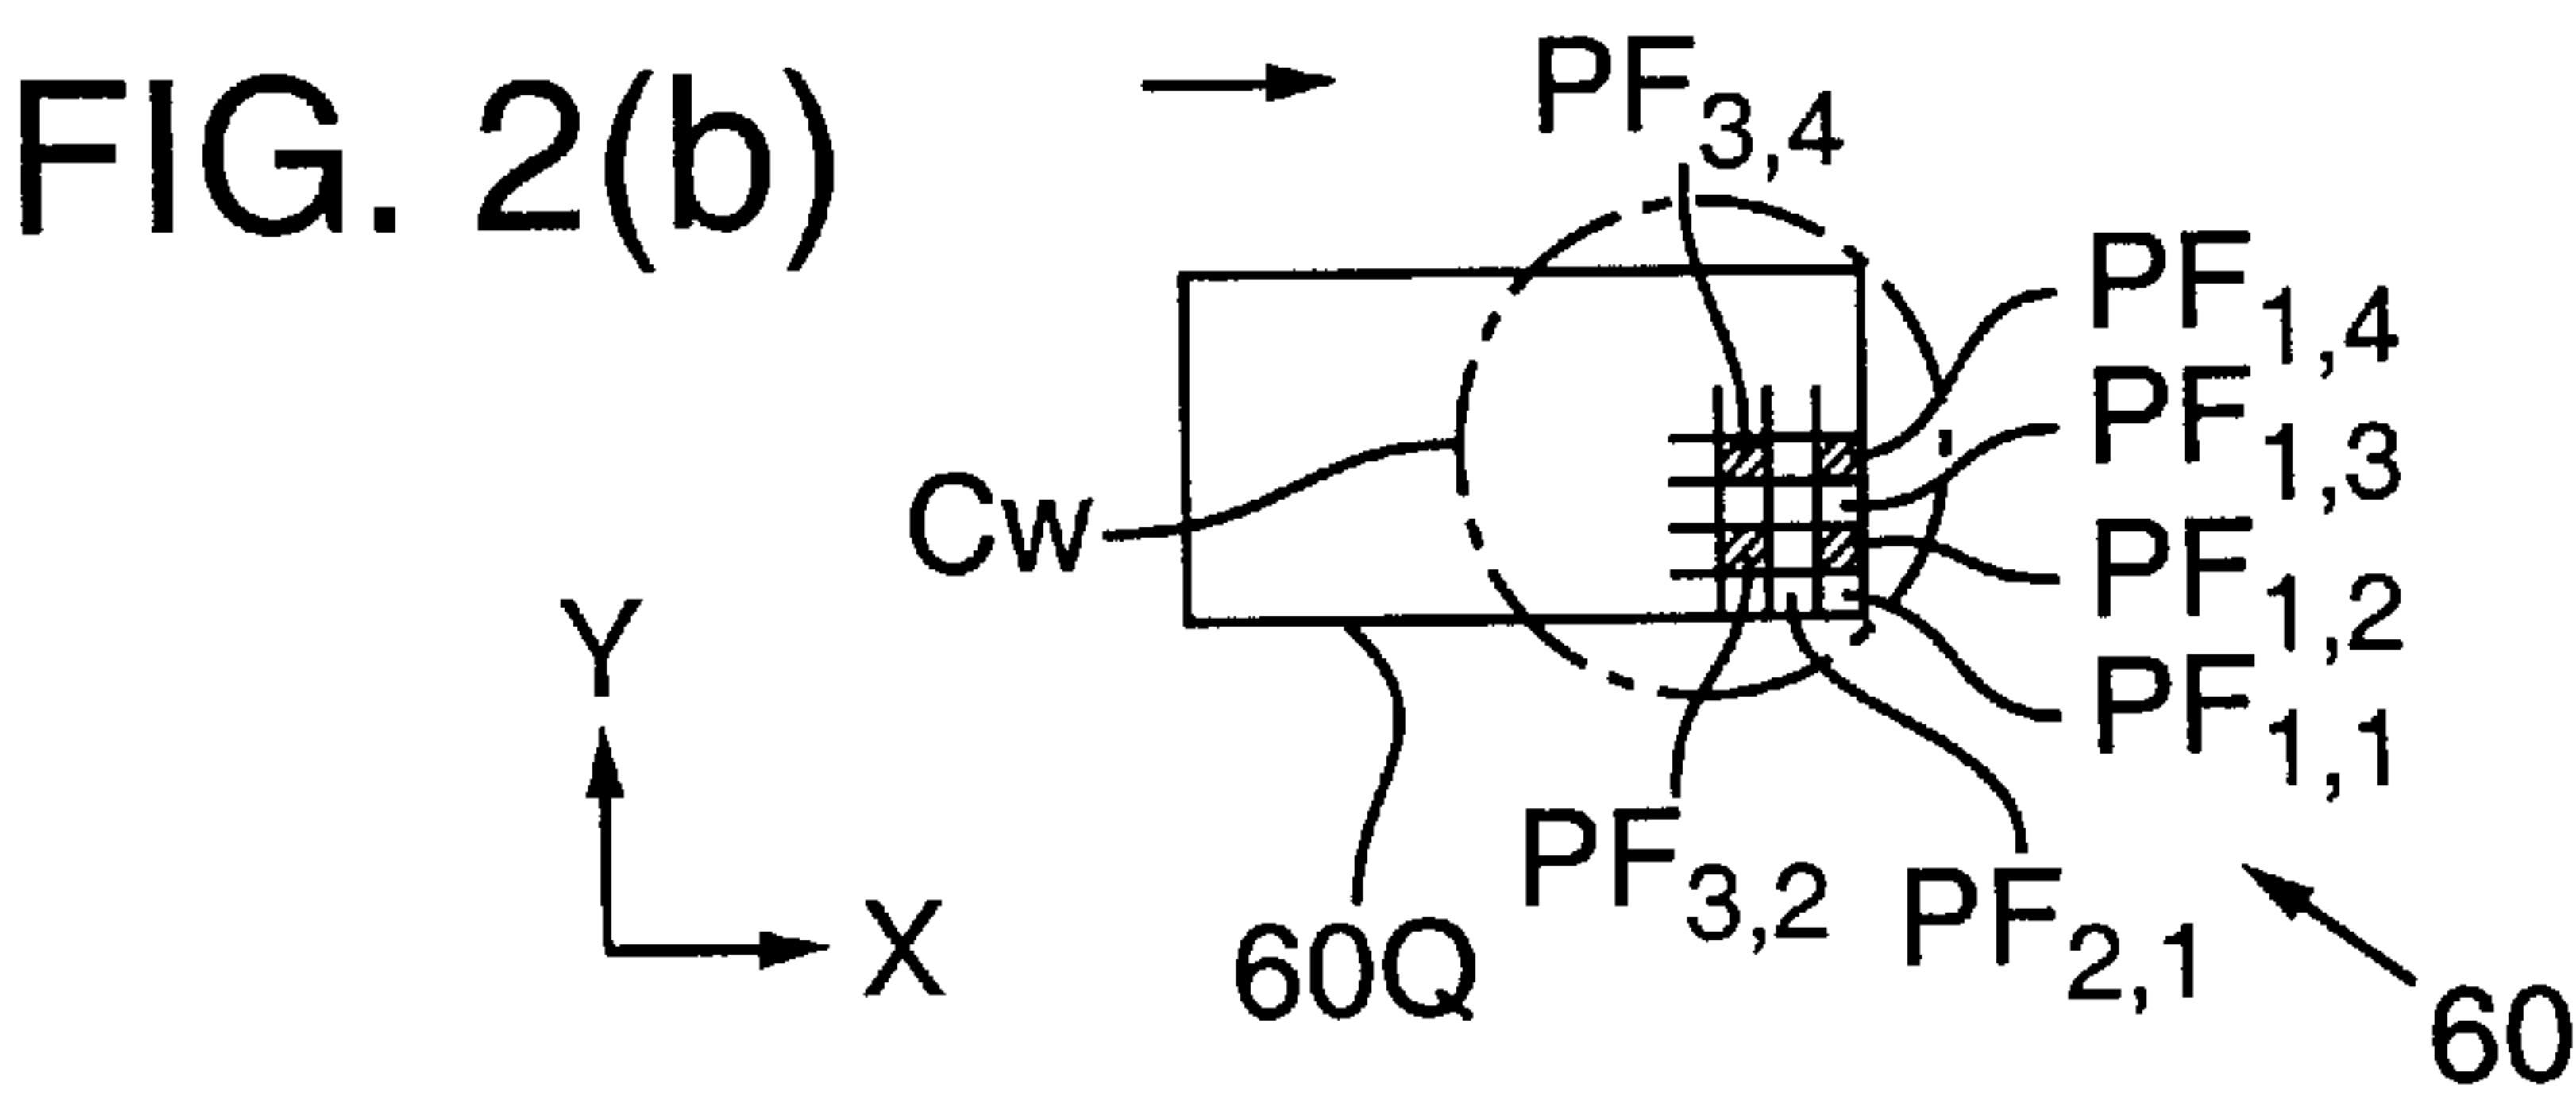 FIG. 2(b)
PF3,4
PF1,4
PF1,3
Cw
PF1,2
Y
PF1,1
PF3,2
PF2,1
X
60Q
60